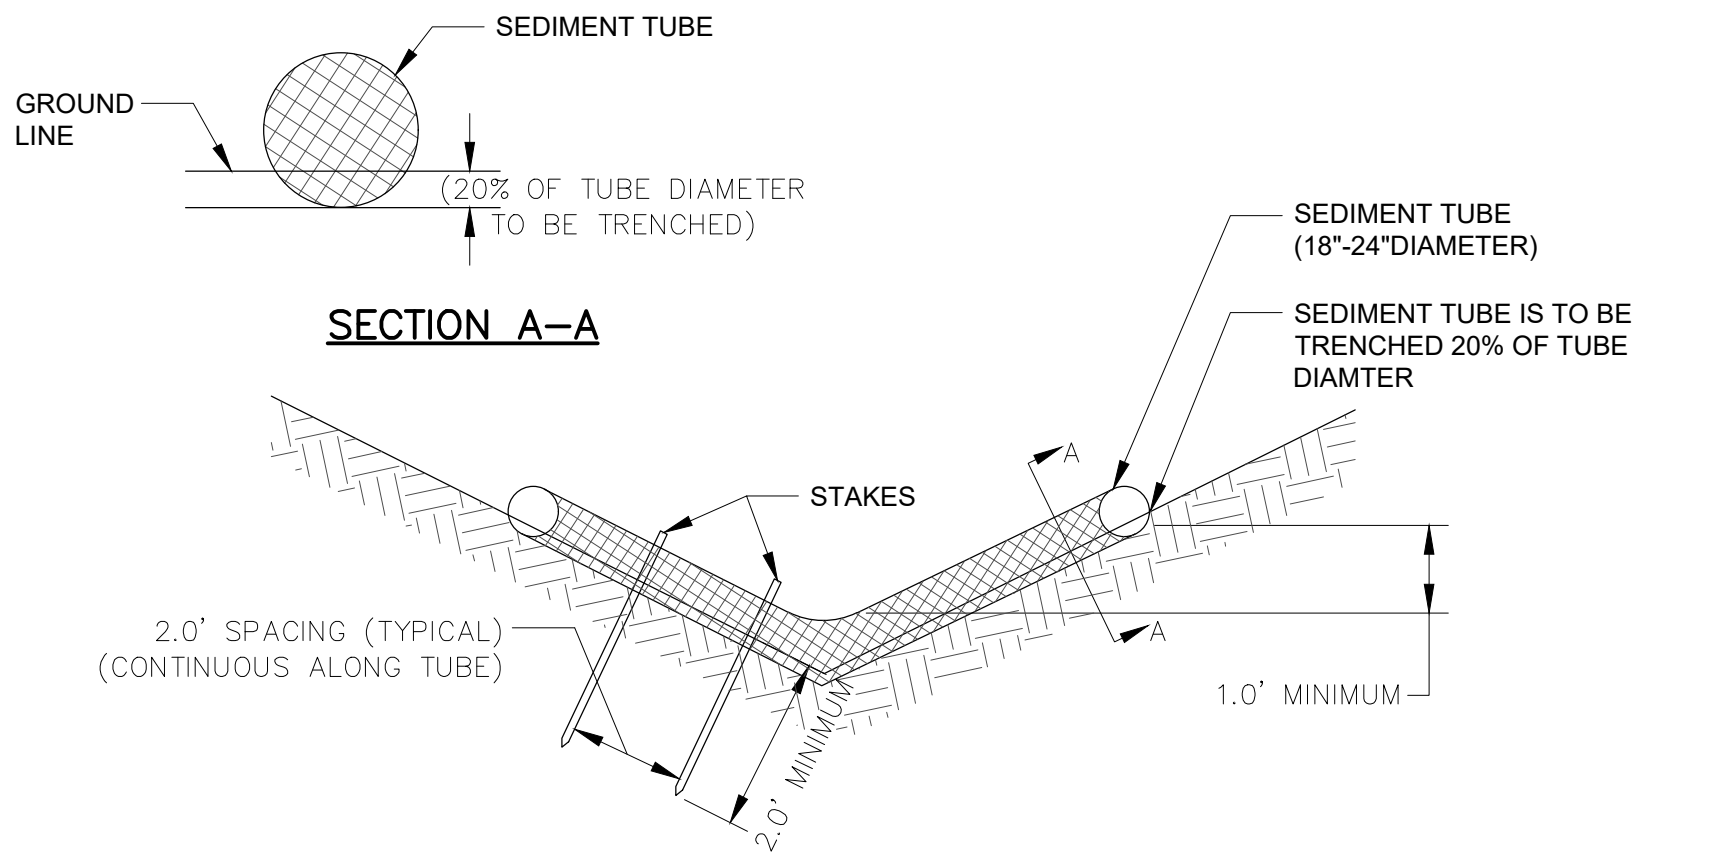 SEDIMENT TUBE
GROUND
LINE
(20% OF TUBE DIAMETER
TO BE TRENCHED)
SECTION A-A
SEDIMENT TUBE
(18"-24"DIAMETER)
SEDIMENT TUBE IS TO BE
TRENCHED 20% OF TUBE
DIAMTER
A
STAKES
2.0' SPACING (TYPICAL)
(CONTINUOUS ALONG TUBE)
A
1.0' MINIMUM
2.0' MINIMUM